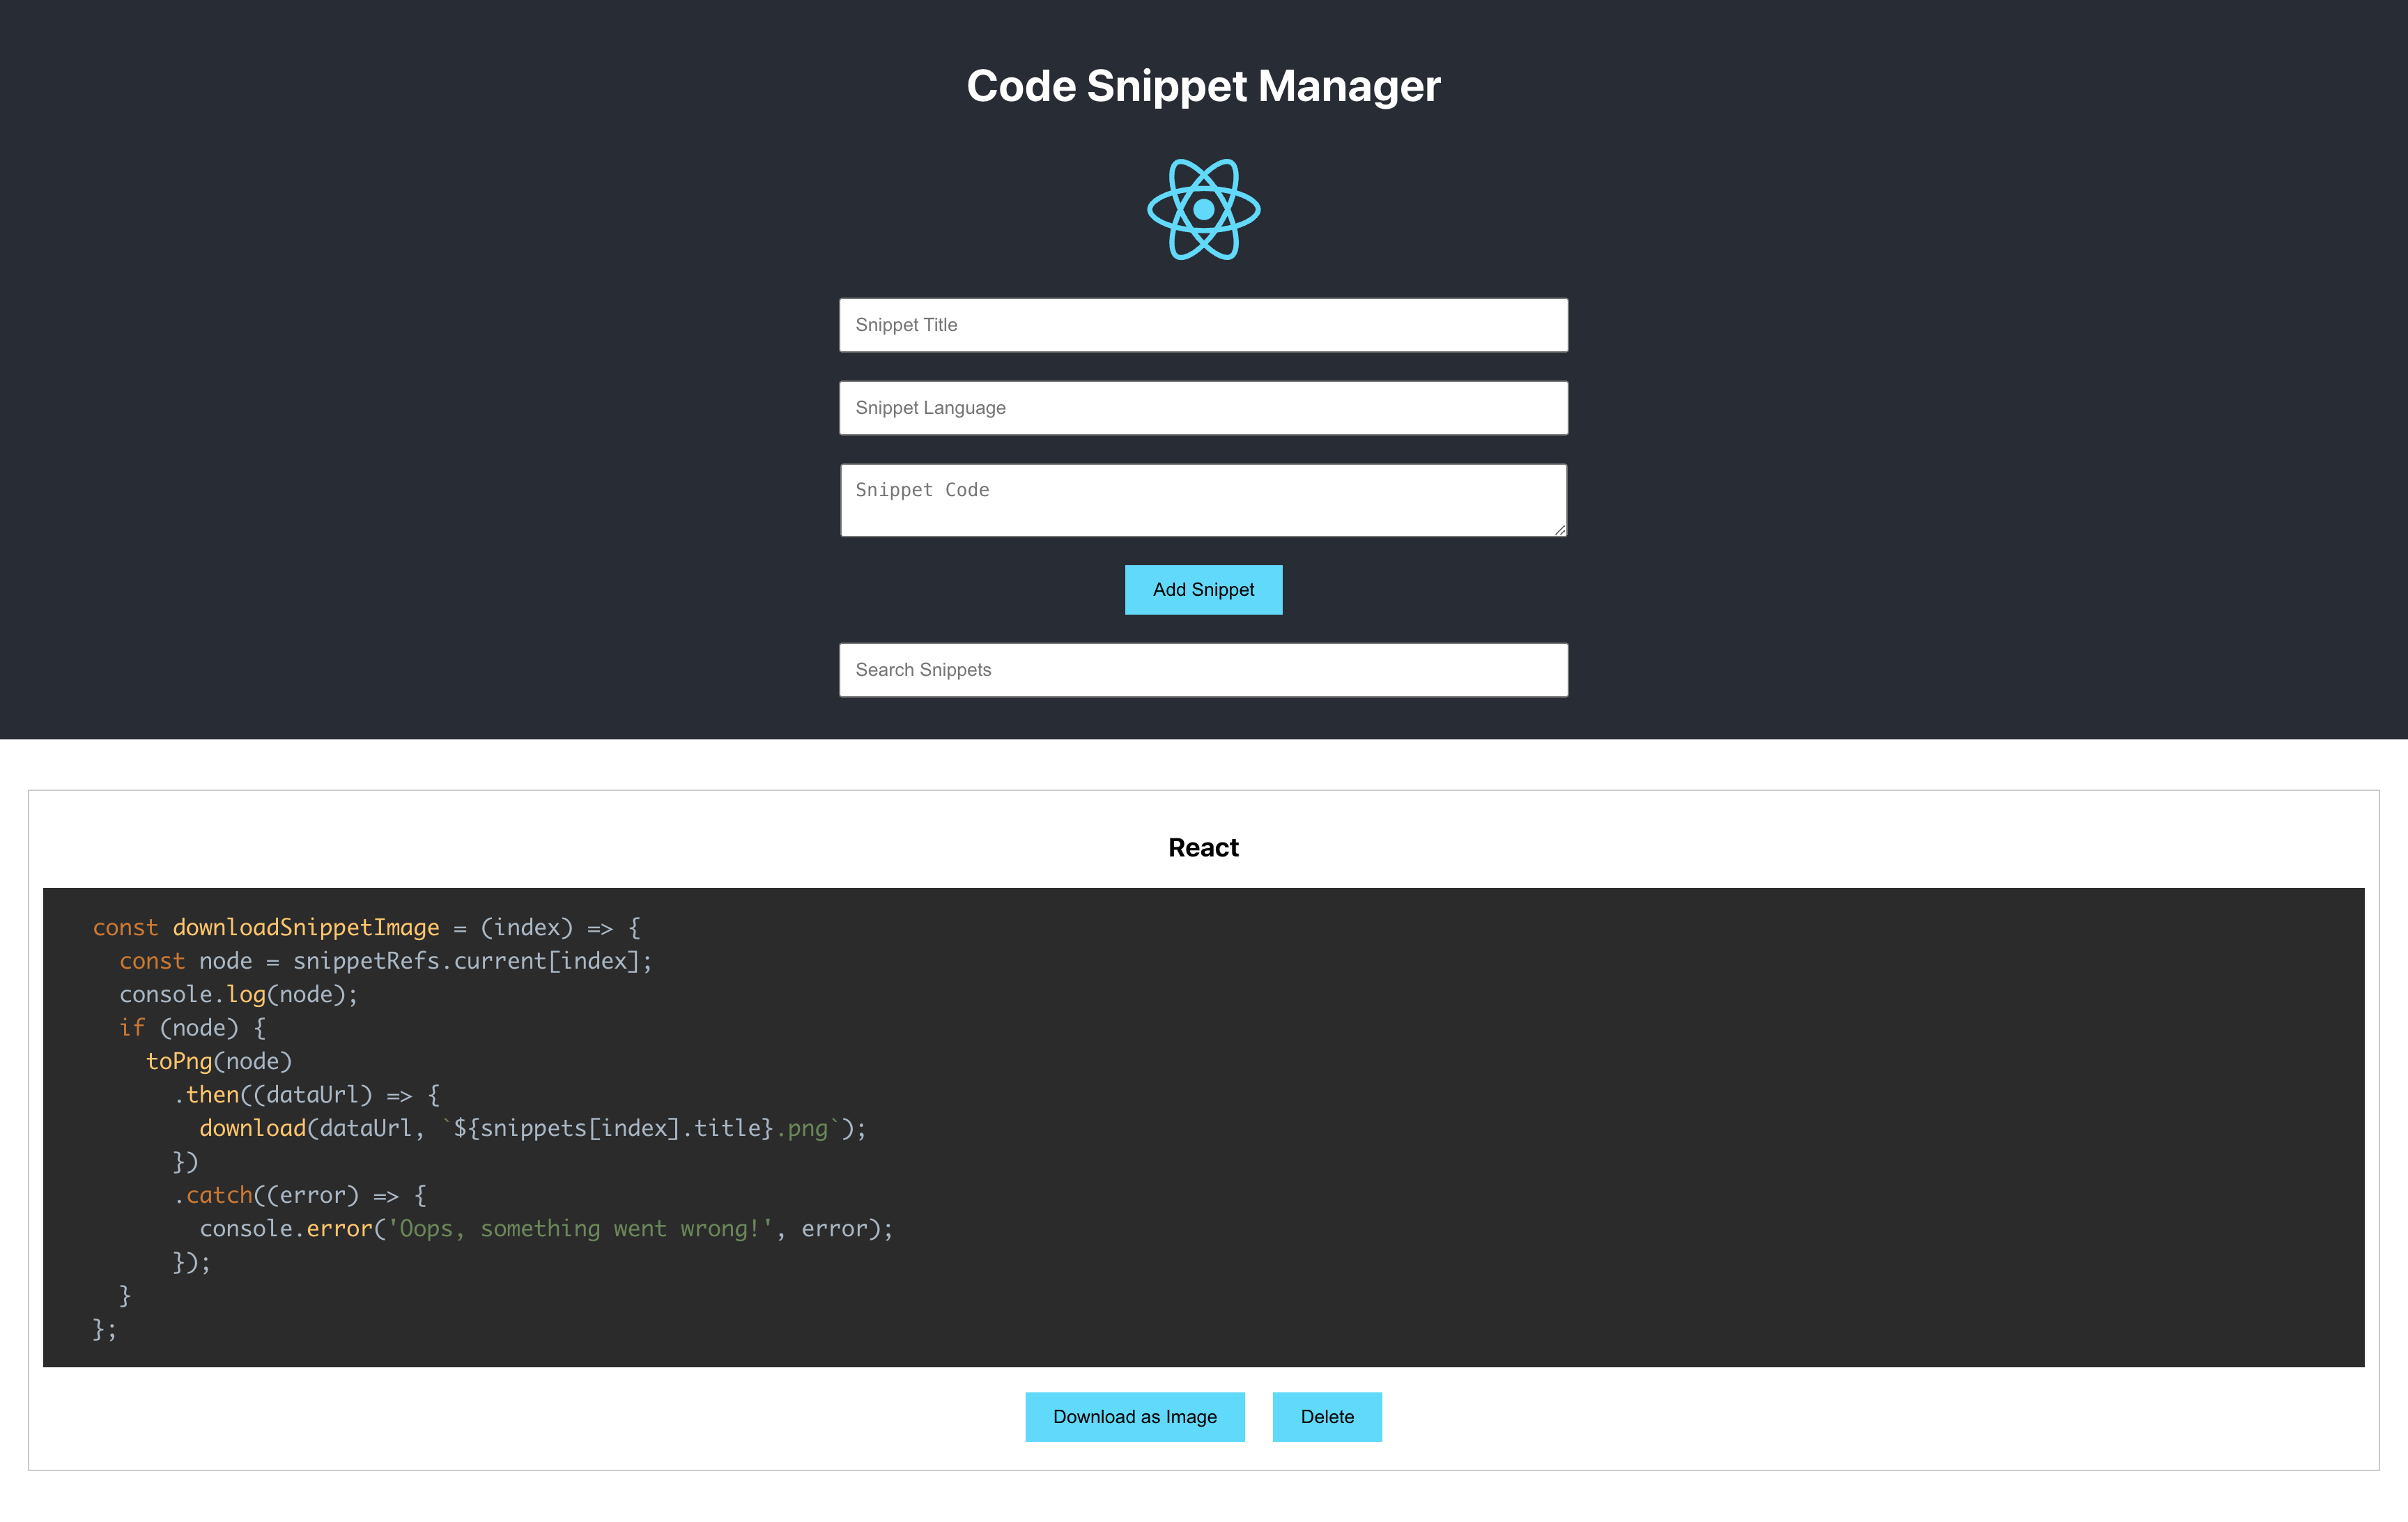 Code Snippet Manager
Snippet Title
Snippet Language
Snippet Code
Add Snippet
Search Snippets
React
const downloadSnippetImage = (index) => {
  const node = snippetRefs.current[index];
  console.log(node);
  if (node) {
    toPng(node)
      .then((dataUrl) => {
        download(dataUrl, `${snippets[index].title}.png`);
      })
      .catch((error) => {
        console.error('Oops, something went wrong!', error);
      });
  }
};
Download as Image
Delete